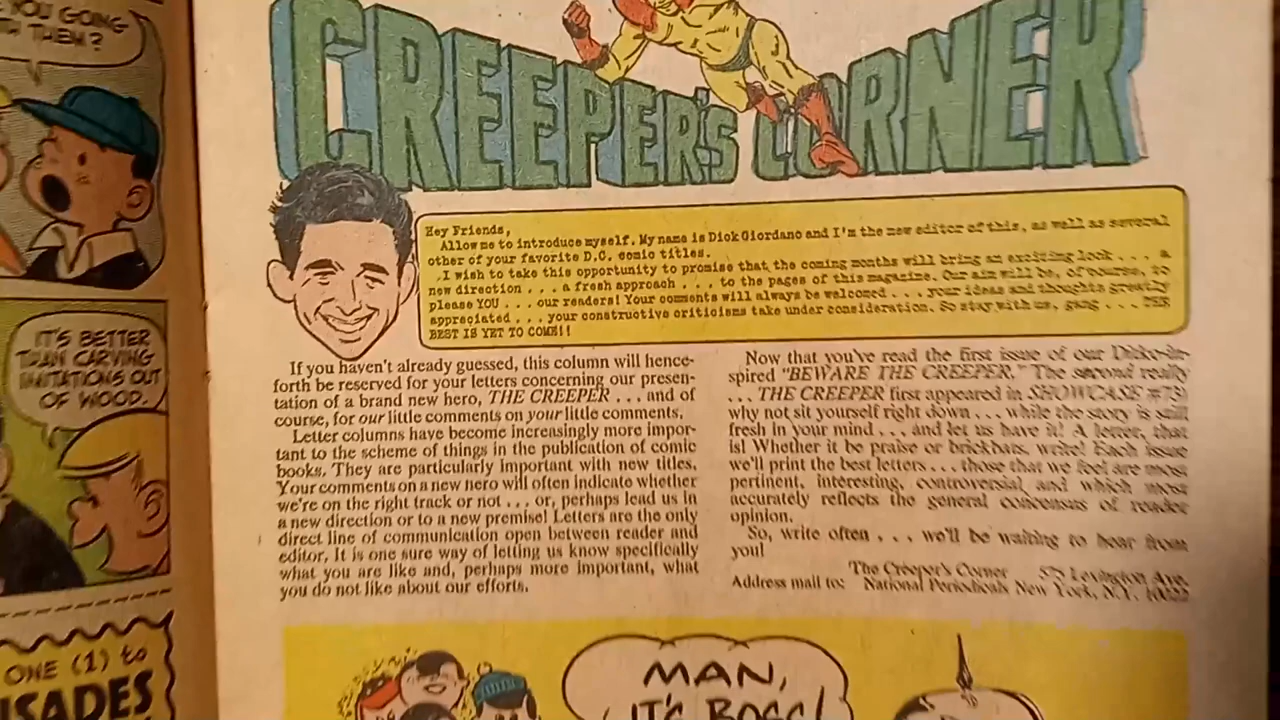 YOU GOING
THEM?
IT'S BETTER
THAN CARVING
IMITATIONS OUT
OF WOOD.
ONE (1) to
CREEPER'S CORNER
Hey Friends,
Allow me to introduce myself. My name is Dick Giordano and I'm the new editor of this, as well as several
other of your favorite D.C. comic titles.
I wish to take this opportunity to promise that the coming months will bring an exciting look . . . a
new direction . . . a fresh approach . . . to the pages of this magazine. Our aim will be, of course, to
please YOU . . . our readers! Your comments will always be welcomed . . . your ideas and thoughts greatly
appreciated . . . your constructive criticisms take under consideration. So stay with us, gang . . . THE
BEST IS YET TO COME!!
If you haven't already guessed, this column will hence-
forth be reserved for your letters concerning our presen-
tation of a brand new hero, THE CREEPER . . . and of
course, for our little comments on your little comments.
Letter columns have become increasingly more impor-
tant to the scheme of things in the publication of comic
books. They are particularly important with new titles.
Your comments on a new hero will often indicate whether
we're on the right track or not . . . or, perhaps lead us in
a new direction or to a new premise! Letters are the only
direct line of communication open between reader and
editor. It is one sure way of letting us know specifically
what you are like and, perhaps more important, what
you do not like about our efforts.
Now that you've read the first issue of our Ditko-in-
spired "BEWARE THE CREEPER," The second really
. . . THE CREEPER first appeared in SHOWCASE #73)
why not sit yourself right down . . . while the story is still
fresh in your mind . . . and let us have it! A letter, that
is! Whether it be praise or brickbats, write! Each issue
we'll print the best letters . . . those that we feel are most
pertinent, interesting, controversial and which most
accurately reflects the general concensus of reader
opinion.
So, write often . . . we'll be waiting to hear from
you!
Address mail to: The Creeper's Corner 575 Lexington Ave.
National Periodicals New York, N.Y. 10022
MAN,
IT'S BOSS!